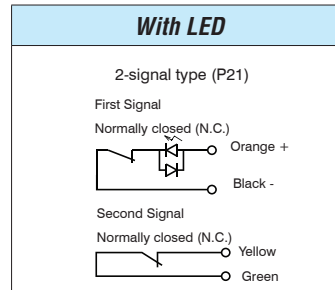 With LED
2-signal type (P21)
First Signal
Normally closed (N.C.)
Orange +
Black -
Second Signal
Normally closed (N.C.)
Yellow
Green